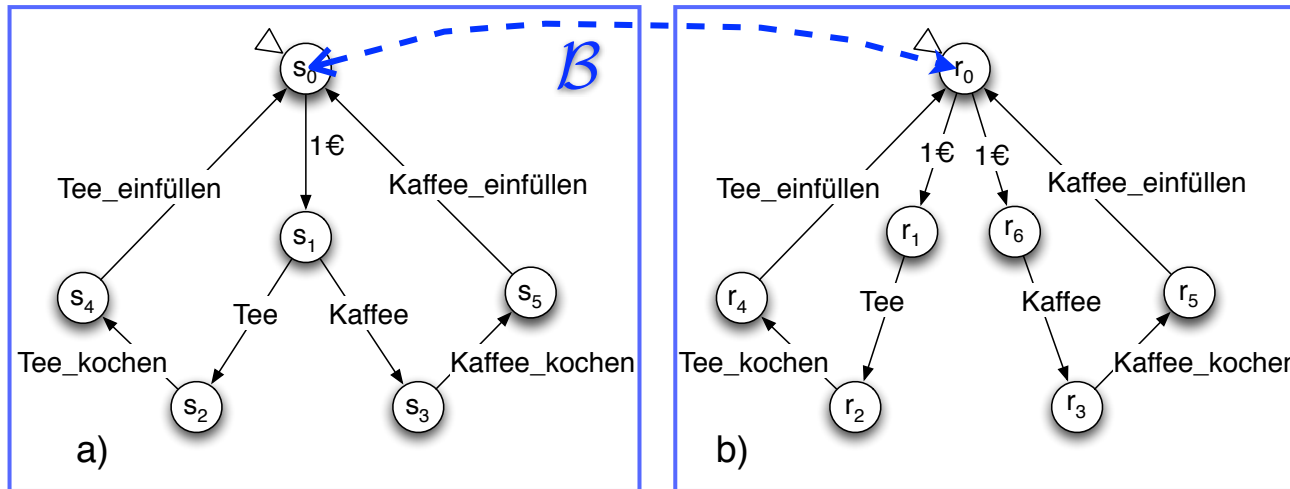 B
s0
1€
Tee_einfüllen
Kaffee_einfüllen
s1
s4
s5
Tee
Kaffee
Tee_kochen
Kaffee_kochen
s2
s3
a)
r0
1€
1€
Tee_einfüllen
Kaffee_einfüllen
r1
r6
r4
r5
Tee
Kaffee
Tee_kochen
Kaffee_kochen
r2
r3
b)